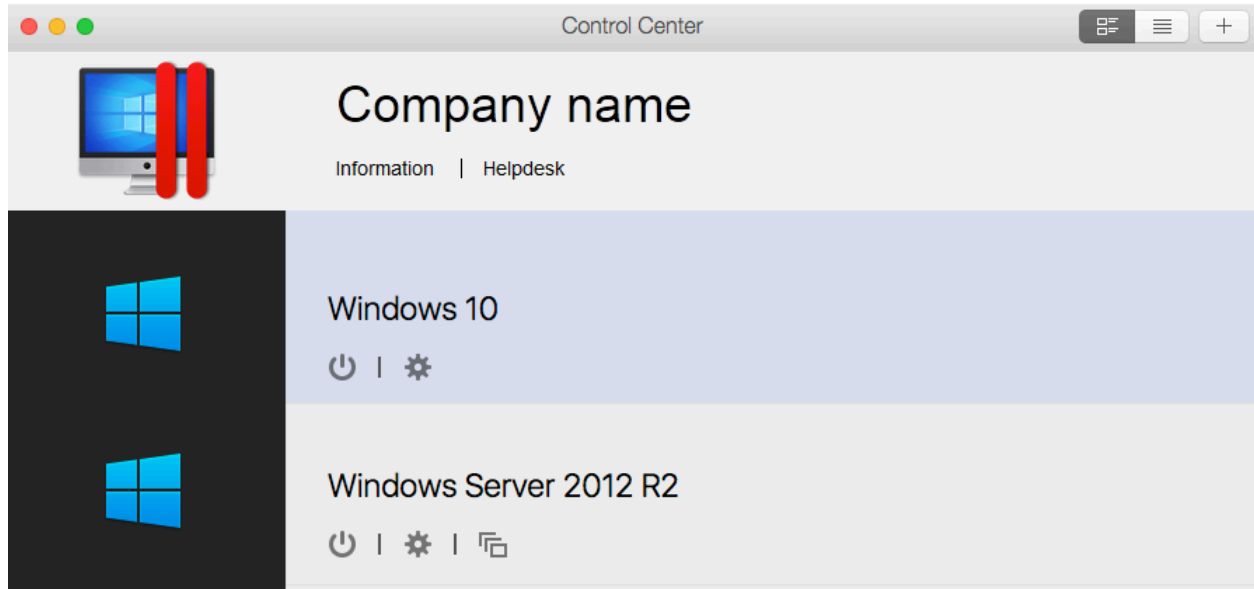 Control Center
Company name
Information | Helpdesk
Windows 10
Windows Server 2012 R2